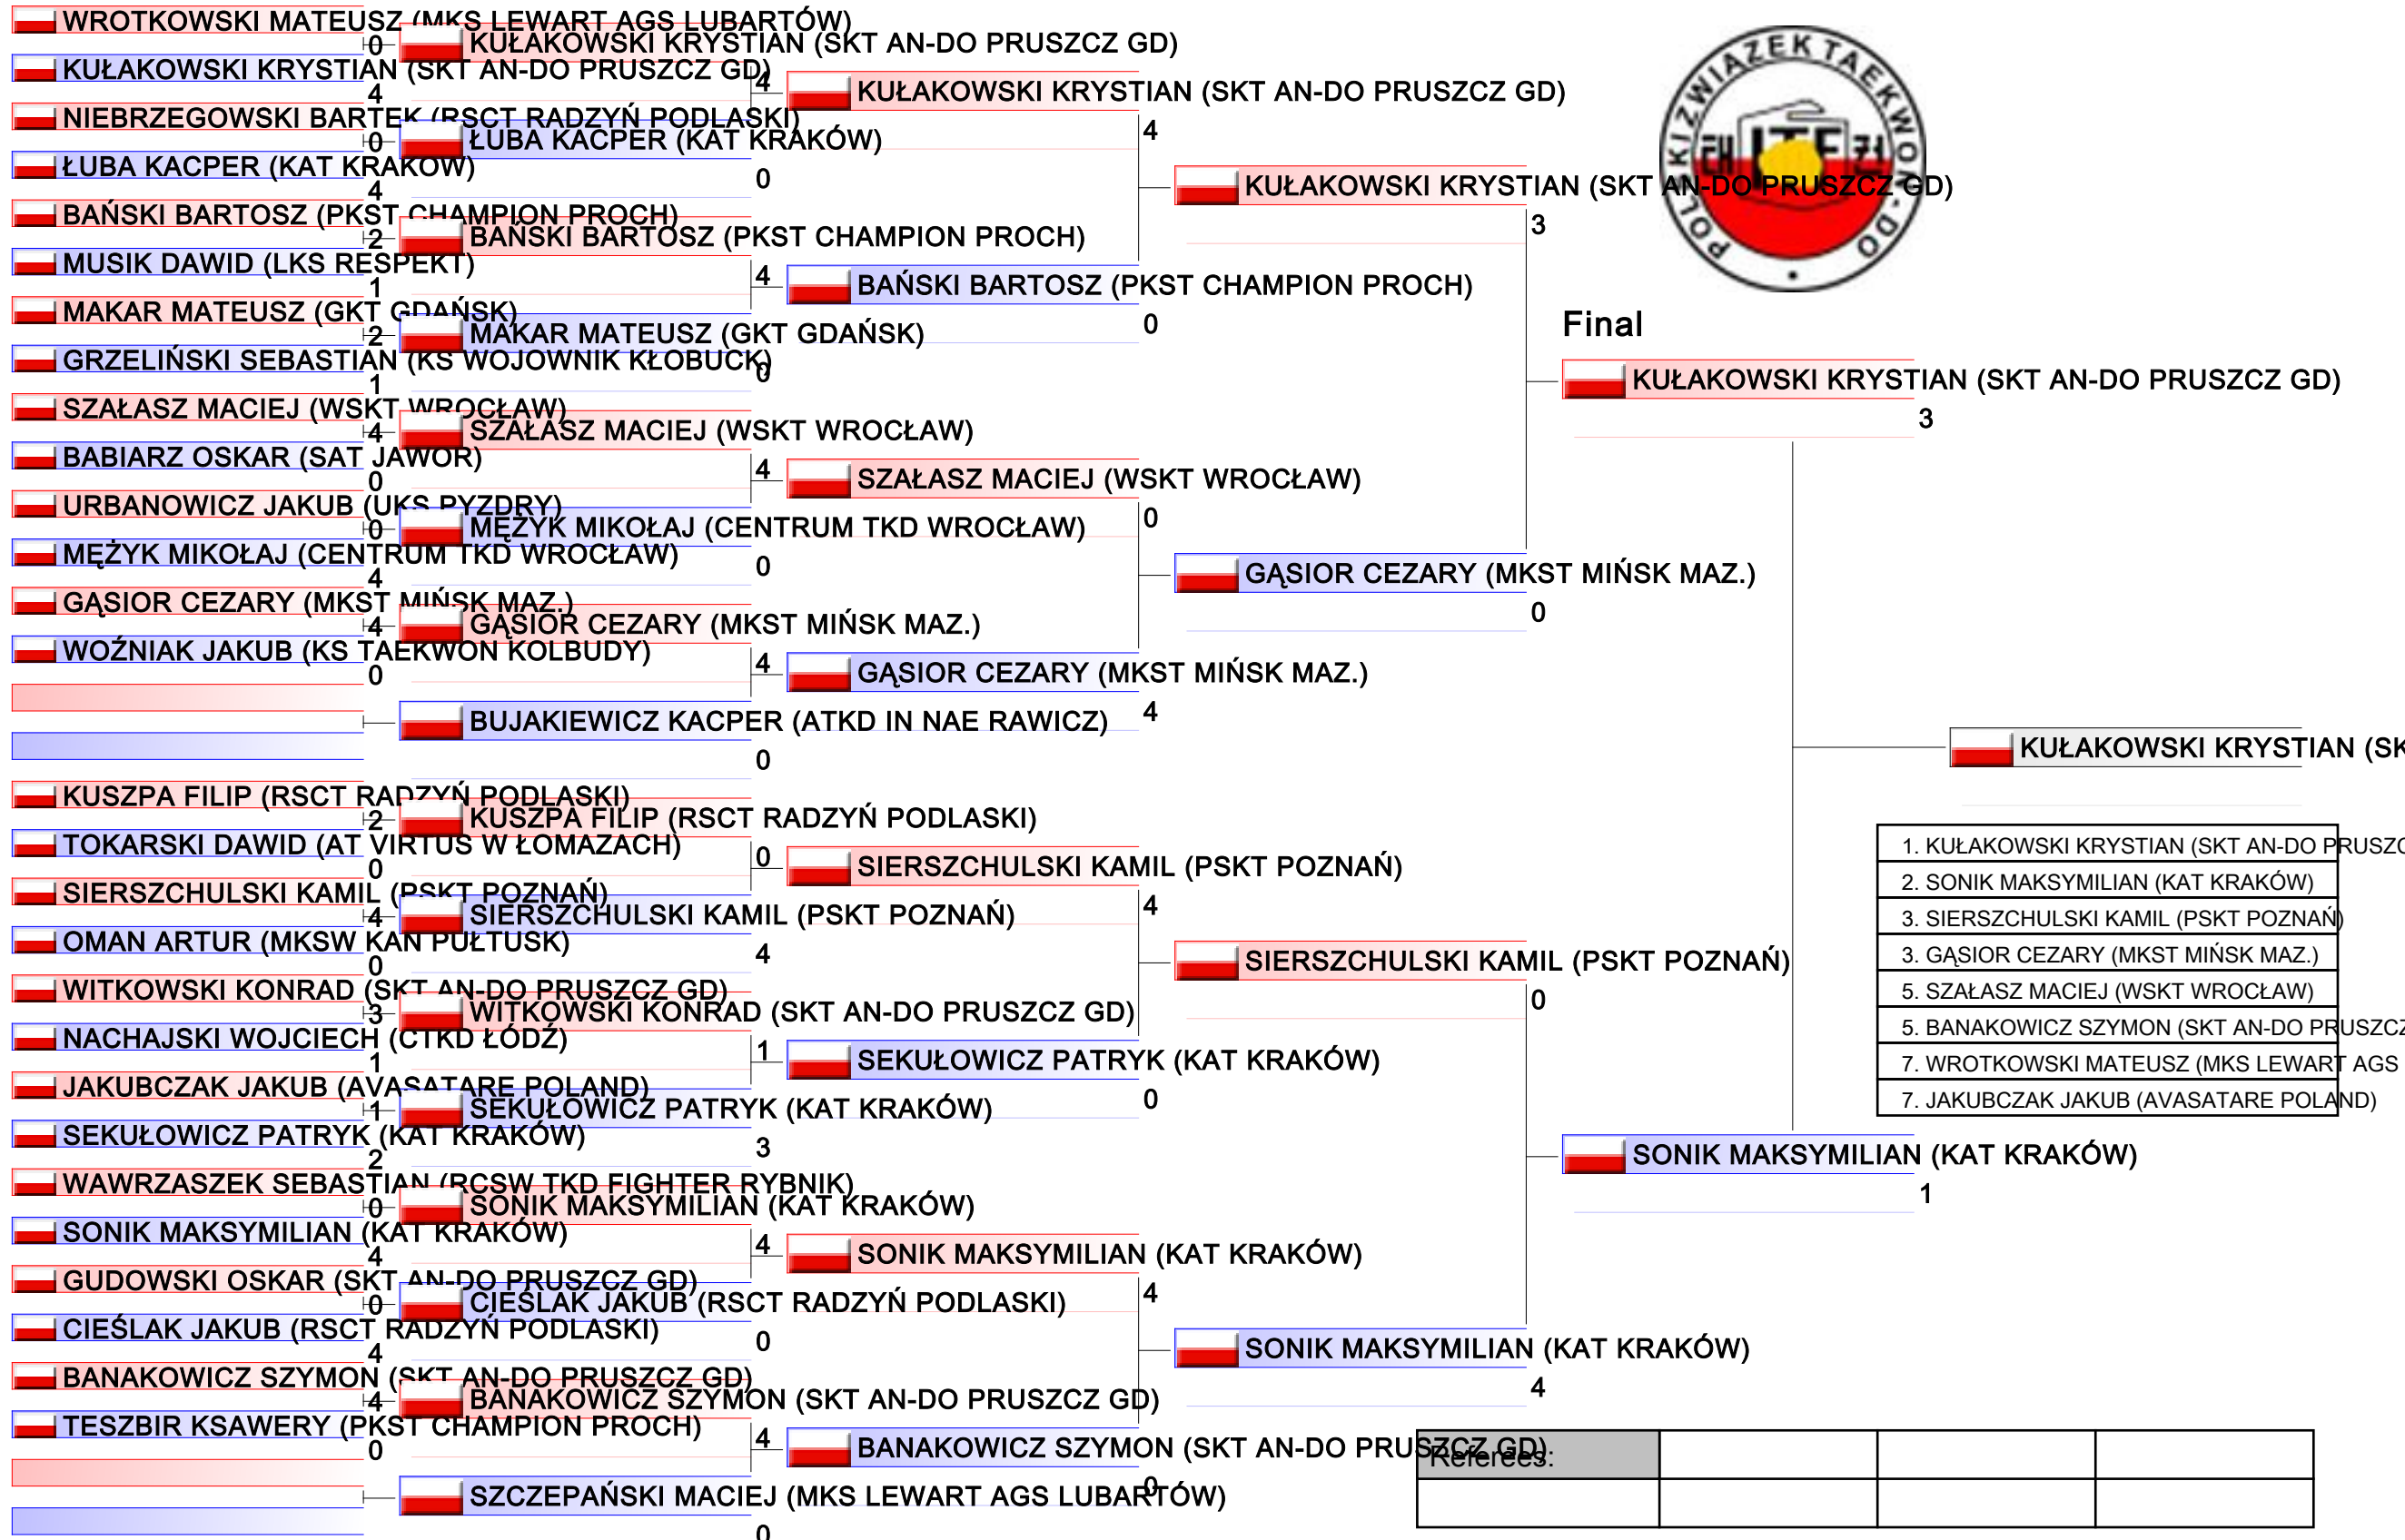 WROTKOWSKI MATEUSZ (MKS LEWART AGS LUBARTÓW)
0
KUŁAKOWSKI KRYSTIAN (SKT AN-DO PRUSZCZ GD)
4
NIEBRZEGOWSKI BARTEK (RSCT RADZYŃ PODLASKI)
0
ŁUBA KACPER (KAT KRAKÓW)
4
BAŃSKI BARTOSZ (PKST CHAMPION PROCH)
2
MUSIK DAWID (LKS RESPEKT)
1
MAKAR MATEUSZ (GKT GDAŃSK)
2
GRZELIŃSKI SEBASTIAN (KS WOJOWNIK KŁOBUCK)
1
SZAŁASZ MACIEJ (WSKT WROCŁAW)
4
BABIARZ OSKAR (SAT JAWOR)
0
URBANOWICZ JAKUB (UKS PYZDRY)
0
MĘŻYK MIKOŁAJ (CENTRUM TKD WROCŁAW)
4
GĄSIOR CEZARY (MKST MIŃSK MAZ.)
4
WOŹNIAK JAKUB (KS TAEKWON KOLBUDY)
0
KUSZPA FILIP (RSCT RADZYŃ PODLASKI)
2
TOKARSKI DAWID (AT VIRTUS W ŁOMAZACH)
0
SIERSZCHULSKI KAMIL (PSKT POZNAŃ)
4
OMAN ARTUR (MKSW KAN PUŁTUSK)
0
WITKOWSKI KONRAD (SKT AN-DO PRUSZCZ GD)
3
NACHAJSKI WOJCIECH (CTKD ŁÓDŹ)
1
JAKUBCZAK JAKUB (AVASATARE POLAND)
1
SEKUŁOWICZ PATRYK (KAT KRAKÓW)
2
WAWRZASZEK SEBASTIAN (RCSW TKD FIGHTER RYBNIK)
0
SONIK MAKSYMILIAN (KAT KRAKÓW)
4
GUDOWSKI OSKAR (SKT AN-DO PRUSZCZ GD)
0
CIEŚLAK JAKUB (RSCT RADZYŃ PODLASKI)
4
BANAKOWICZ SZYMON (SKT AN-DO PRUSZCZ GD)
4
TESZBIR KSAWERY (PKST CHAMPION PROCH)
0
KUŁAKOWSKI KRYSTIAN (SKT AN-DO PRUSZCZ GD)
4
ŁUBA KACPER (KAT KRAKÓW)
0
BAŃSKI BARTOSZ (PKST CHAMPION PROCH)
4
MAKAR MATEUSZ (GKT GDAŃSK)
0
SZAŁASZ MACIEJ (WSKT WROCŁAW)
4
MĘŻYK MIKOŁAJ (CENTRUM TKD WROCŁAW)
0
GĄSIOR CEZARY (MKST MIŃSK MAZ.)
4
BUJAKIEWICZ KACPER (ATKD IN NAE RAWICZ)
0
KUSZPA FILIP (RSCT RADZYŃ PODLASKI)
0
SIERSZCHULSKI KAMIL (PSKT POZNAŃ)
4
WITKOWSKI KONRAD (SKT AN-DO PRUSZCZ GD)
1
SEKUŁOWICZ PATRYK (KAT KRAKÓW)
3
SONIK MAKSYMILIAN (KAT KRAKÓW)
4
CIEŚLAK JAKUB (RSCT RADZYŃ PODLASKI)
0
BANAKOWICZ SZYMON (SKT AN-DO PRUSZCZ GD)
4
SZCZEPAŃSKI MACIEJ (MKS LEWART AGS LUBARTÓW)
0
KUŁAKOWSKI KRYSTIAN (SKT AN-DO PRUSZCZ GD)
4
BAŃSKI BARTOSZ (PKST CHAMPION PROCH)
0
SZAŁASZ MACIEJ (WSKT WROCŁAW)
0
GĄSIOR CEZARY (MKST MIŃSK MAZ.)
4
SIERSZCHULSKI KAMIL (PSKT POZNAŃ)
4
SEKUŁOWICZ PATRYK (KAT KRAKÓW)
0
SONIK MAKSYMILIAN (KAT KRAKÓW)
4
BANAKOWICZ SZYMON (SKT AN-DO PRUSZCZ GD)
0
KUŁAKOWSKI KRYSTIAN (SKT AN-DO PRUSZCZ GD)
3
GĄSIOR CEZARY (MKST MIŃSK MAZ.)
0
SIERSZCHULSKI KAMIL (PSKT POZNAŃ)
0
SONIK MAKSYMILIAN (KAT KRAKÓW)
4
POLSKI ZWIAZEK TAEKWON-DO
ITF
Final
KUŁAKOWSKI KRYSTIAN (SKT AN-DO PRUSZCZ GD)
3
SONIK MAKSYMILIAN (KAT KRAKÓW)
1
KUŁAKOWSKI KRYSTIAN (SK
1. KUŁAKOWSKI KRYSTIAN (SKT AN-DO PRUSZC
2. SONIK MAKSYMILIAN (KAT KRAKÓW)
3. SIERSZCHULSKI KAMIL (PSKT POZNAŃ)
3. GĄSIOR CEZARY (MKST MIŃSK MAZ.)
5. SZAŁASZ MACIEJ (WSKT WROCŁAW)
5. BANAKOWICZ SZYMON (SKT AN-DO PRUSZCZ
7. WROTKOWSKI MATEUSZ (MKS LEWART AGS
7. JAKUBCZAK JAKUB (AVASATARE POLAND)
Referees: